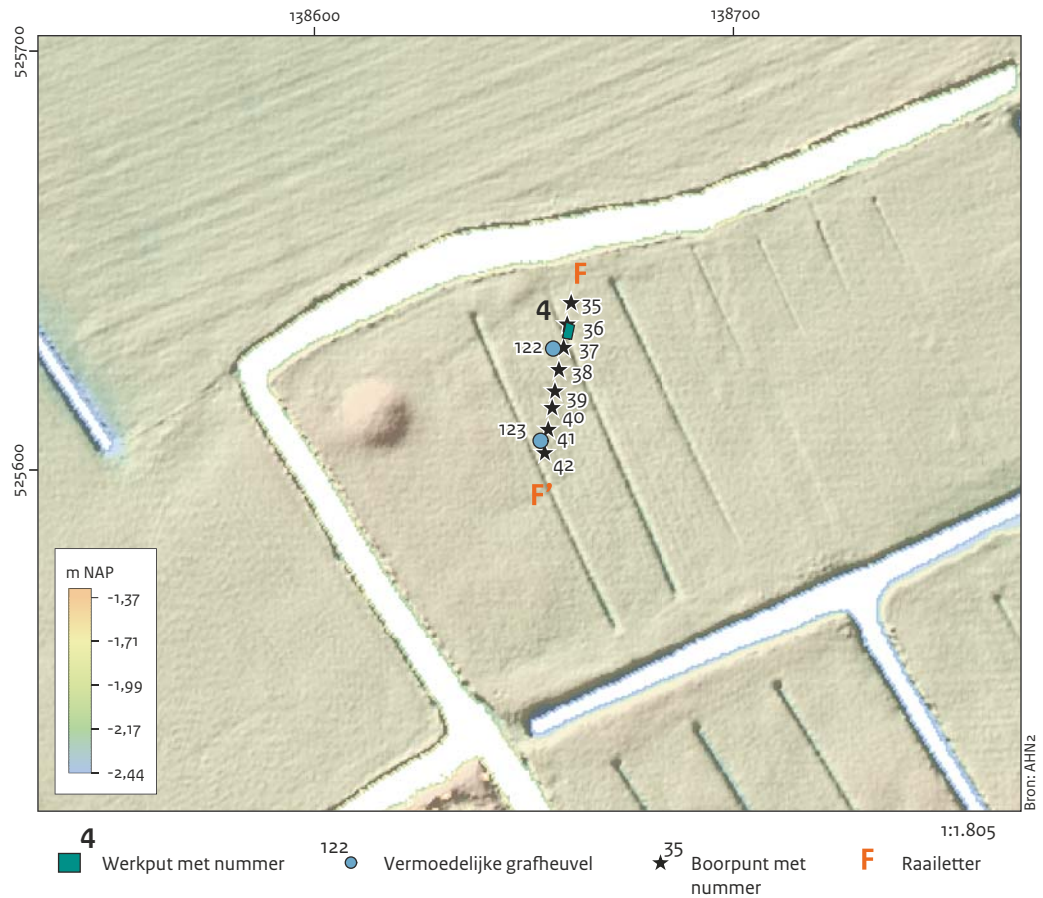 138600
138700
525700
F
35
4
36
122
37
38
39
40
123
41
42
525600
F’
m NAP
-1,37
-1,71
-1,99
-2,17
-2,44
Bron: AHN2
1:1.805
4
Werkput met nummer
122
Vermoedelijke grafheuvel
35
Boorpunt met
nummer
F
Raailetter